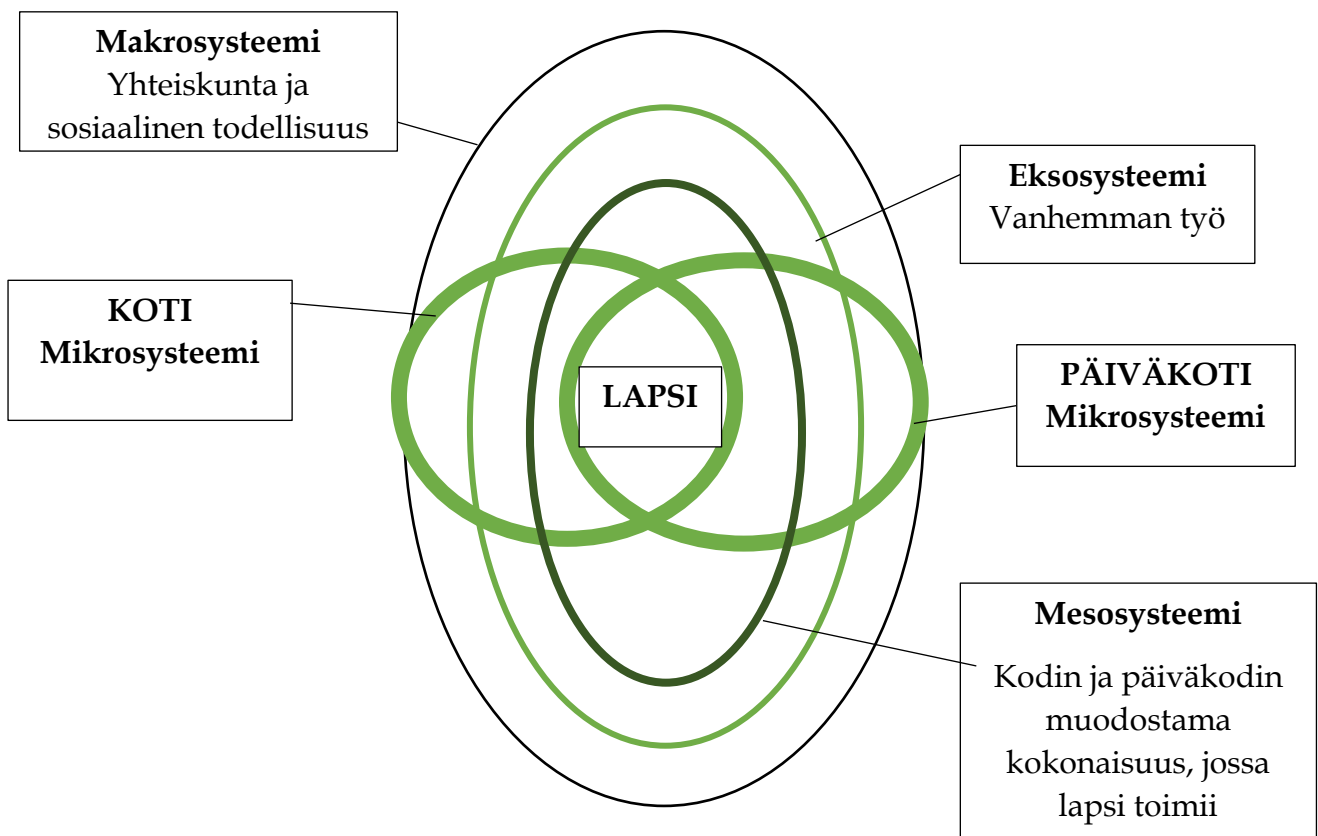 Makrosysteemi
Yhteiskunta ja
sosiaalinen todellisuus
Eksosysteemi
Vanhemman työ
KOTI
Mikrosysteemi
LAPSI
PÄIVÄKOTI
Mikrosysteemi
Mesosysteemi
Kodin ja päiväkodin
muodostama
kokonaisuus, jossa
lapsi toimii